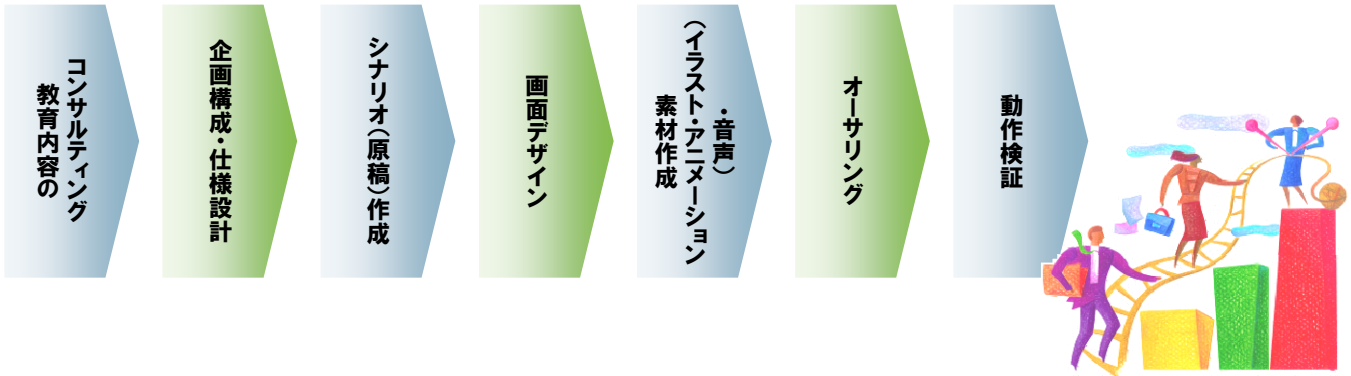 教育内容の
コンサルティング
企画構成・仕様設計
シナリオ（原稿）作成
画面デザイン
素材作成
（イラスト・アニメーション
・音声）
オーサリング
動作検証